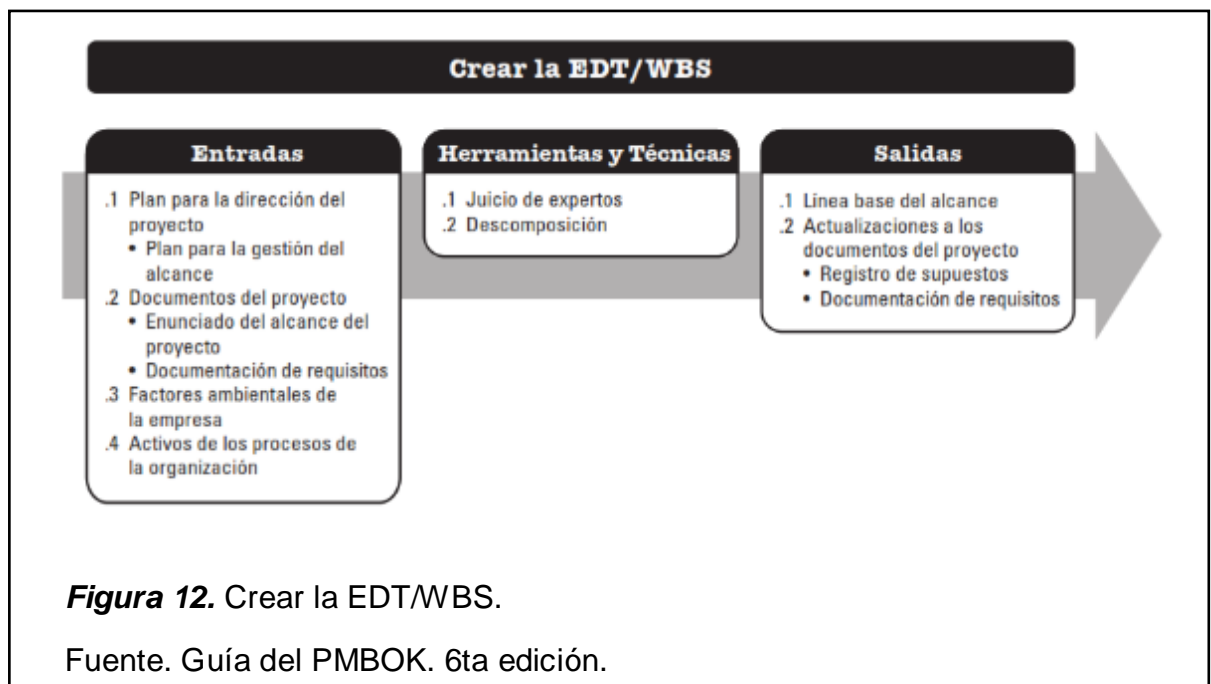 Crear la EDT/WBS
Entradas
.1 Plan para la dirección del
proyecto
• Plan para la gestión del
alcance
.2 Documentos del proyecto
• Enunciado del alcance del
proyecto
• Documentación de requisitos
.3 Factores ambientales de
la empresa
.4 Activos de los procesos de
la organización
Herramientas y Técnicas
.1 Juicio de expertos
.2 Descomposición
Salidas
.1 Línea base del alcance
.2 Actualizaciones a los
documentos del proyecto
• Registro de supuestos
• Documentación de requisitos
Figura 12. Crear la EDT/WBS.
Fuente. Guía del PMBOK. 6ta edición.